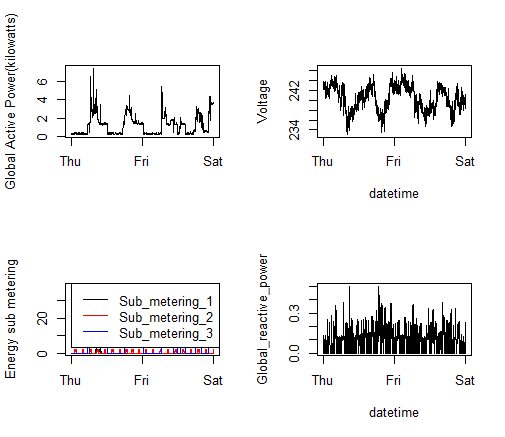 Global Active Power(kilowatts)
0 2 4 6
Thu Fri Sat
Voltage
234 242
Thu Fri Sat
datetime
Energy sub metering
0 20
Sub_metering_1
Sub_metering_2
Sub_metering_3
Thu Fri Sat
Global_reactive_power
0.0 0.3
Thu Fri Sat
datetime